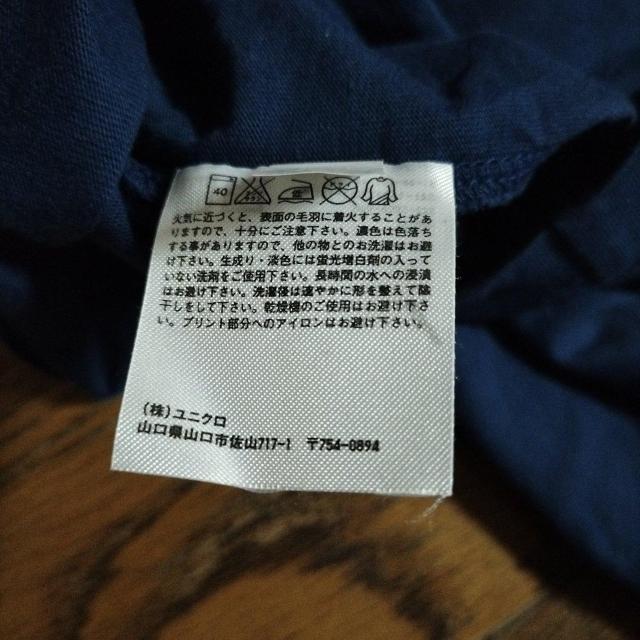 40
火気に近づくと、表面の毛羽に着火することがあ
りますので、十分にご注意下さい。濃色は色落ち
する事がありますので、他の物とのお洗濯はお避
け下さい。生成り・淡色には蛍光増白剤の入って
いない洗剤をご使用下さい。長時間の水への浸漬
はお避け下さい。洗濯後は速やかに形を整えて陰
干しをして下さい。乾燥機のご使用はお避け下さ
い。プリント部分へのアイロンはお避け下さい。
(株)ユニクロ
山口県山口市佐山717-1 〒754-0894